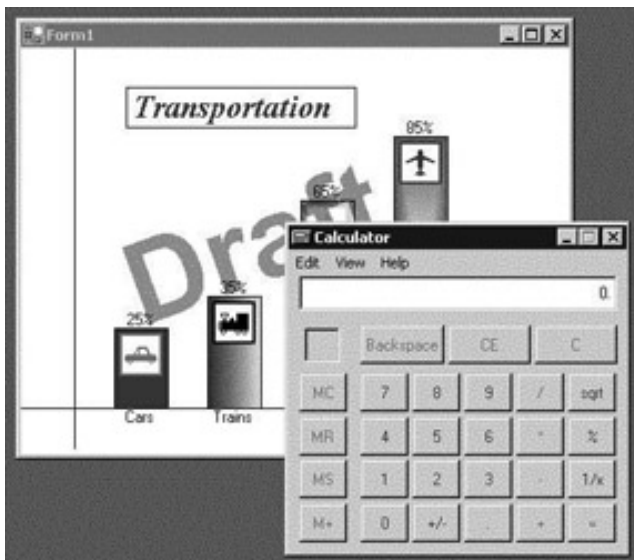 Form1
Transportation
85%
65%
Draft
35%
25%
Cars Trains
Calculator
Edit View Help
0.
Backspace CE C
MC 7 8 9 / sqrt
MR 4 5 6 * %
MS 1 2 3 - 1/x
M+ 0 +/- . + =